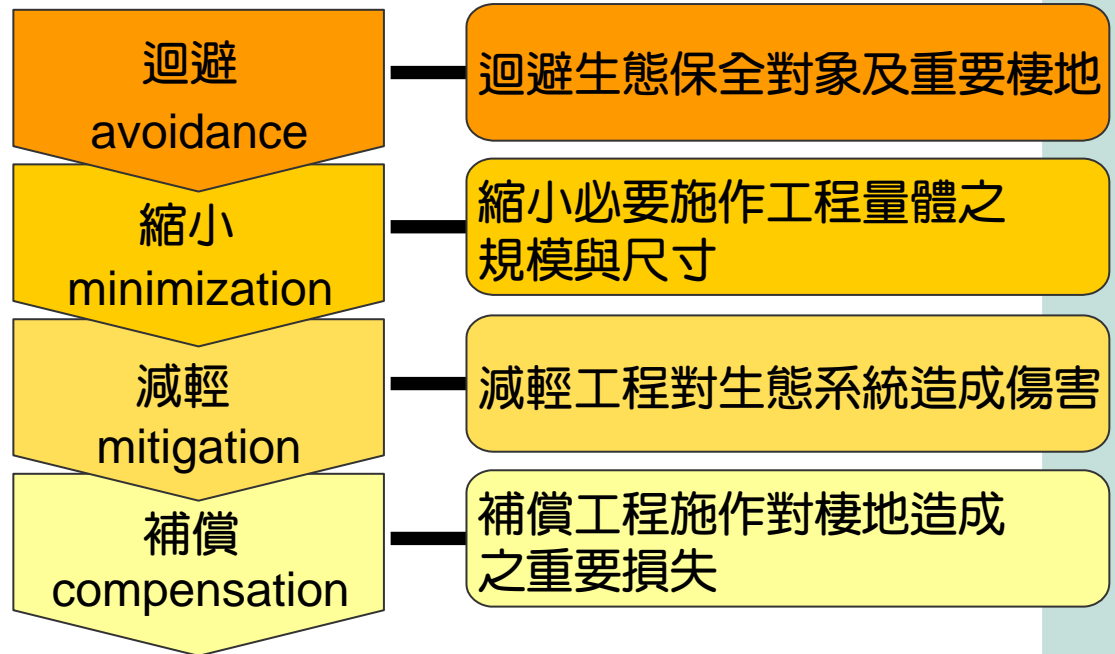 迴避
avoidance
迴避生態保全對象及重要棲地
縮小
minimization
縮小必要施作工程量體之
規模與尺寸
減輕
mitigation
減輕工程對生態系統造成傷害
補償
compensation
補償工程施作對棲地造成
之重要損失